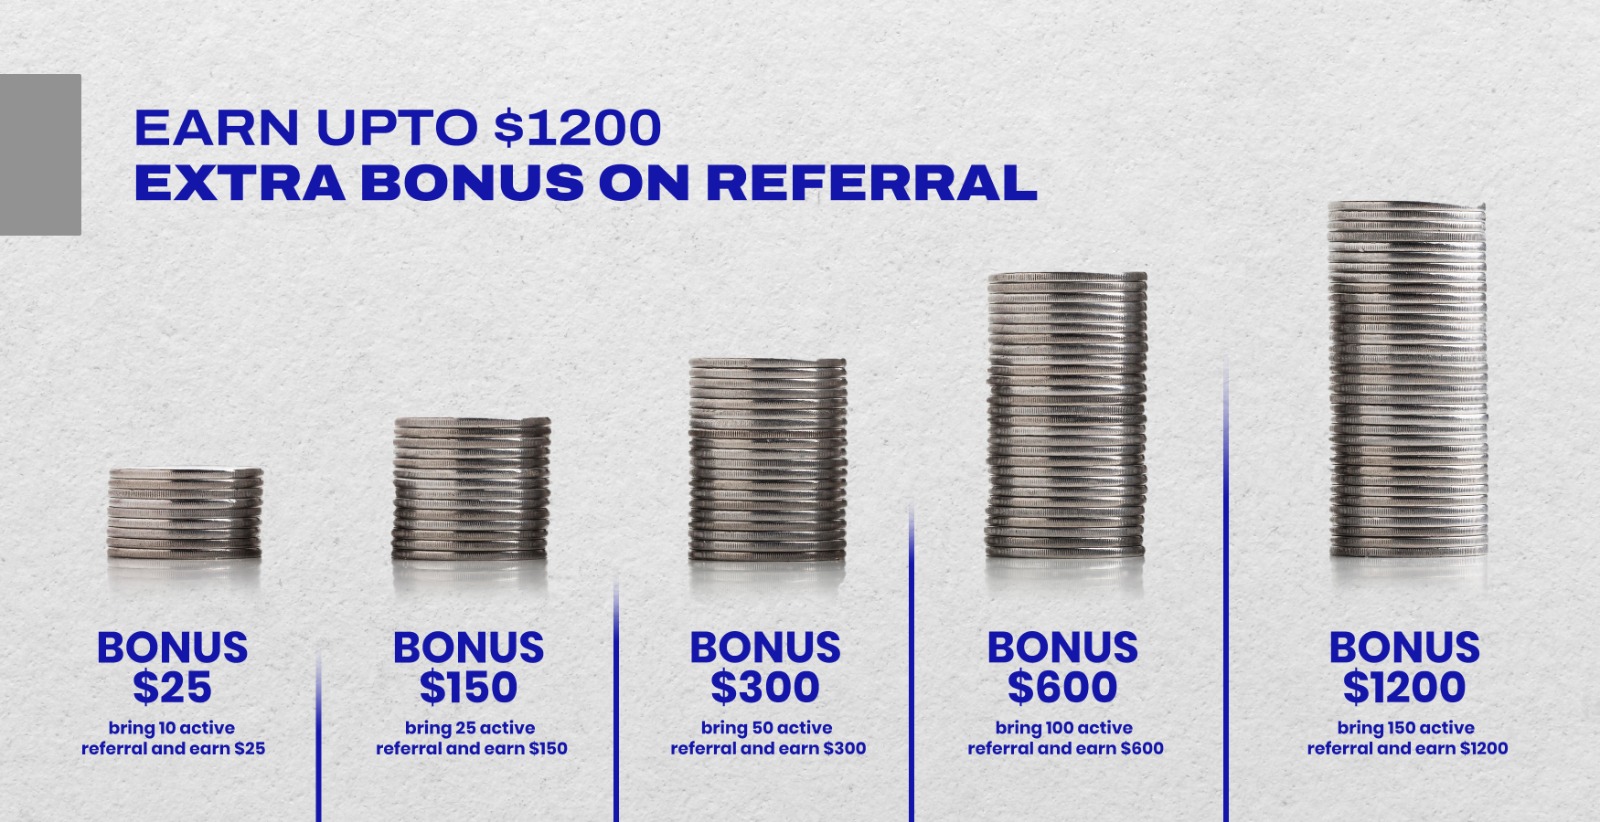 EARN UPTO $1200
EXTRA BONUS ON REFERRAL
BONUS
$25
bring 10 active
referral and earn $25
BONUS
$150
bring 25 active
referral and earn $150
BONUS
$300
bring 50 active
referral and earn $300
BONUS
$600
bring 100 active
referral and earn $600
BONUS
$1200
bring 150 active
referral and earn $1200